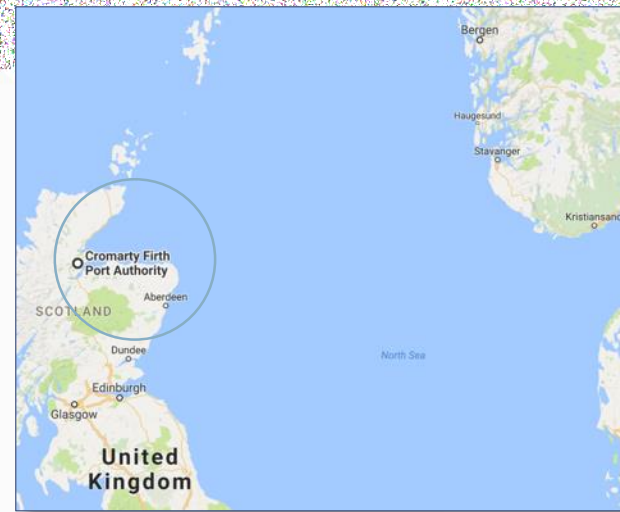 Bergen
Haugesund
Stavanger
Kristiansand
Cromarty Firth
Port Authority
Aberdeen
SCOTLAND
Dundee
North Sea
Edinburgh
Glasgow
United
Kingdom